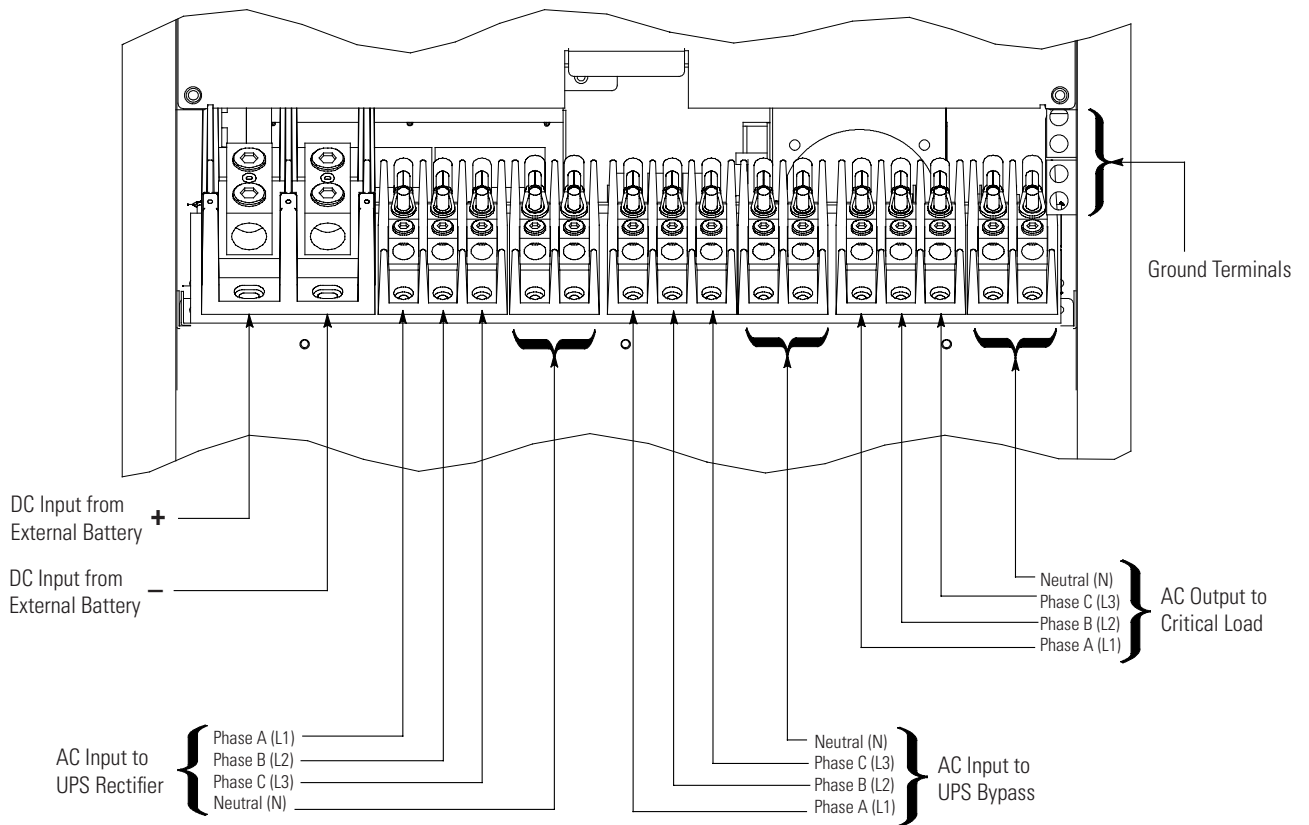 Ground Terminals
DC Input from
External Battery +
DC Input from
External Battery –
Neutral (N)
Phase C (L3)
Phase B (L2)
Phase A (L1)
AC Output to
Critical Load
AC Input to
UPS Rectifier
Phase A (L1)
Phase B (L2)
Phase C (L3)
Neutral (N)
Neutral (N)
Phase C (L3)
Phase B (L2)
Phase A (L1)
AC Input to
UPS Bypass